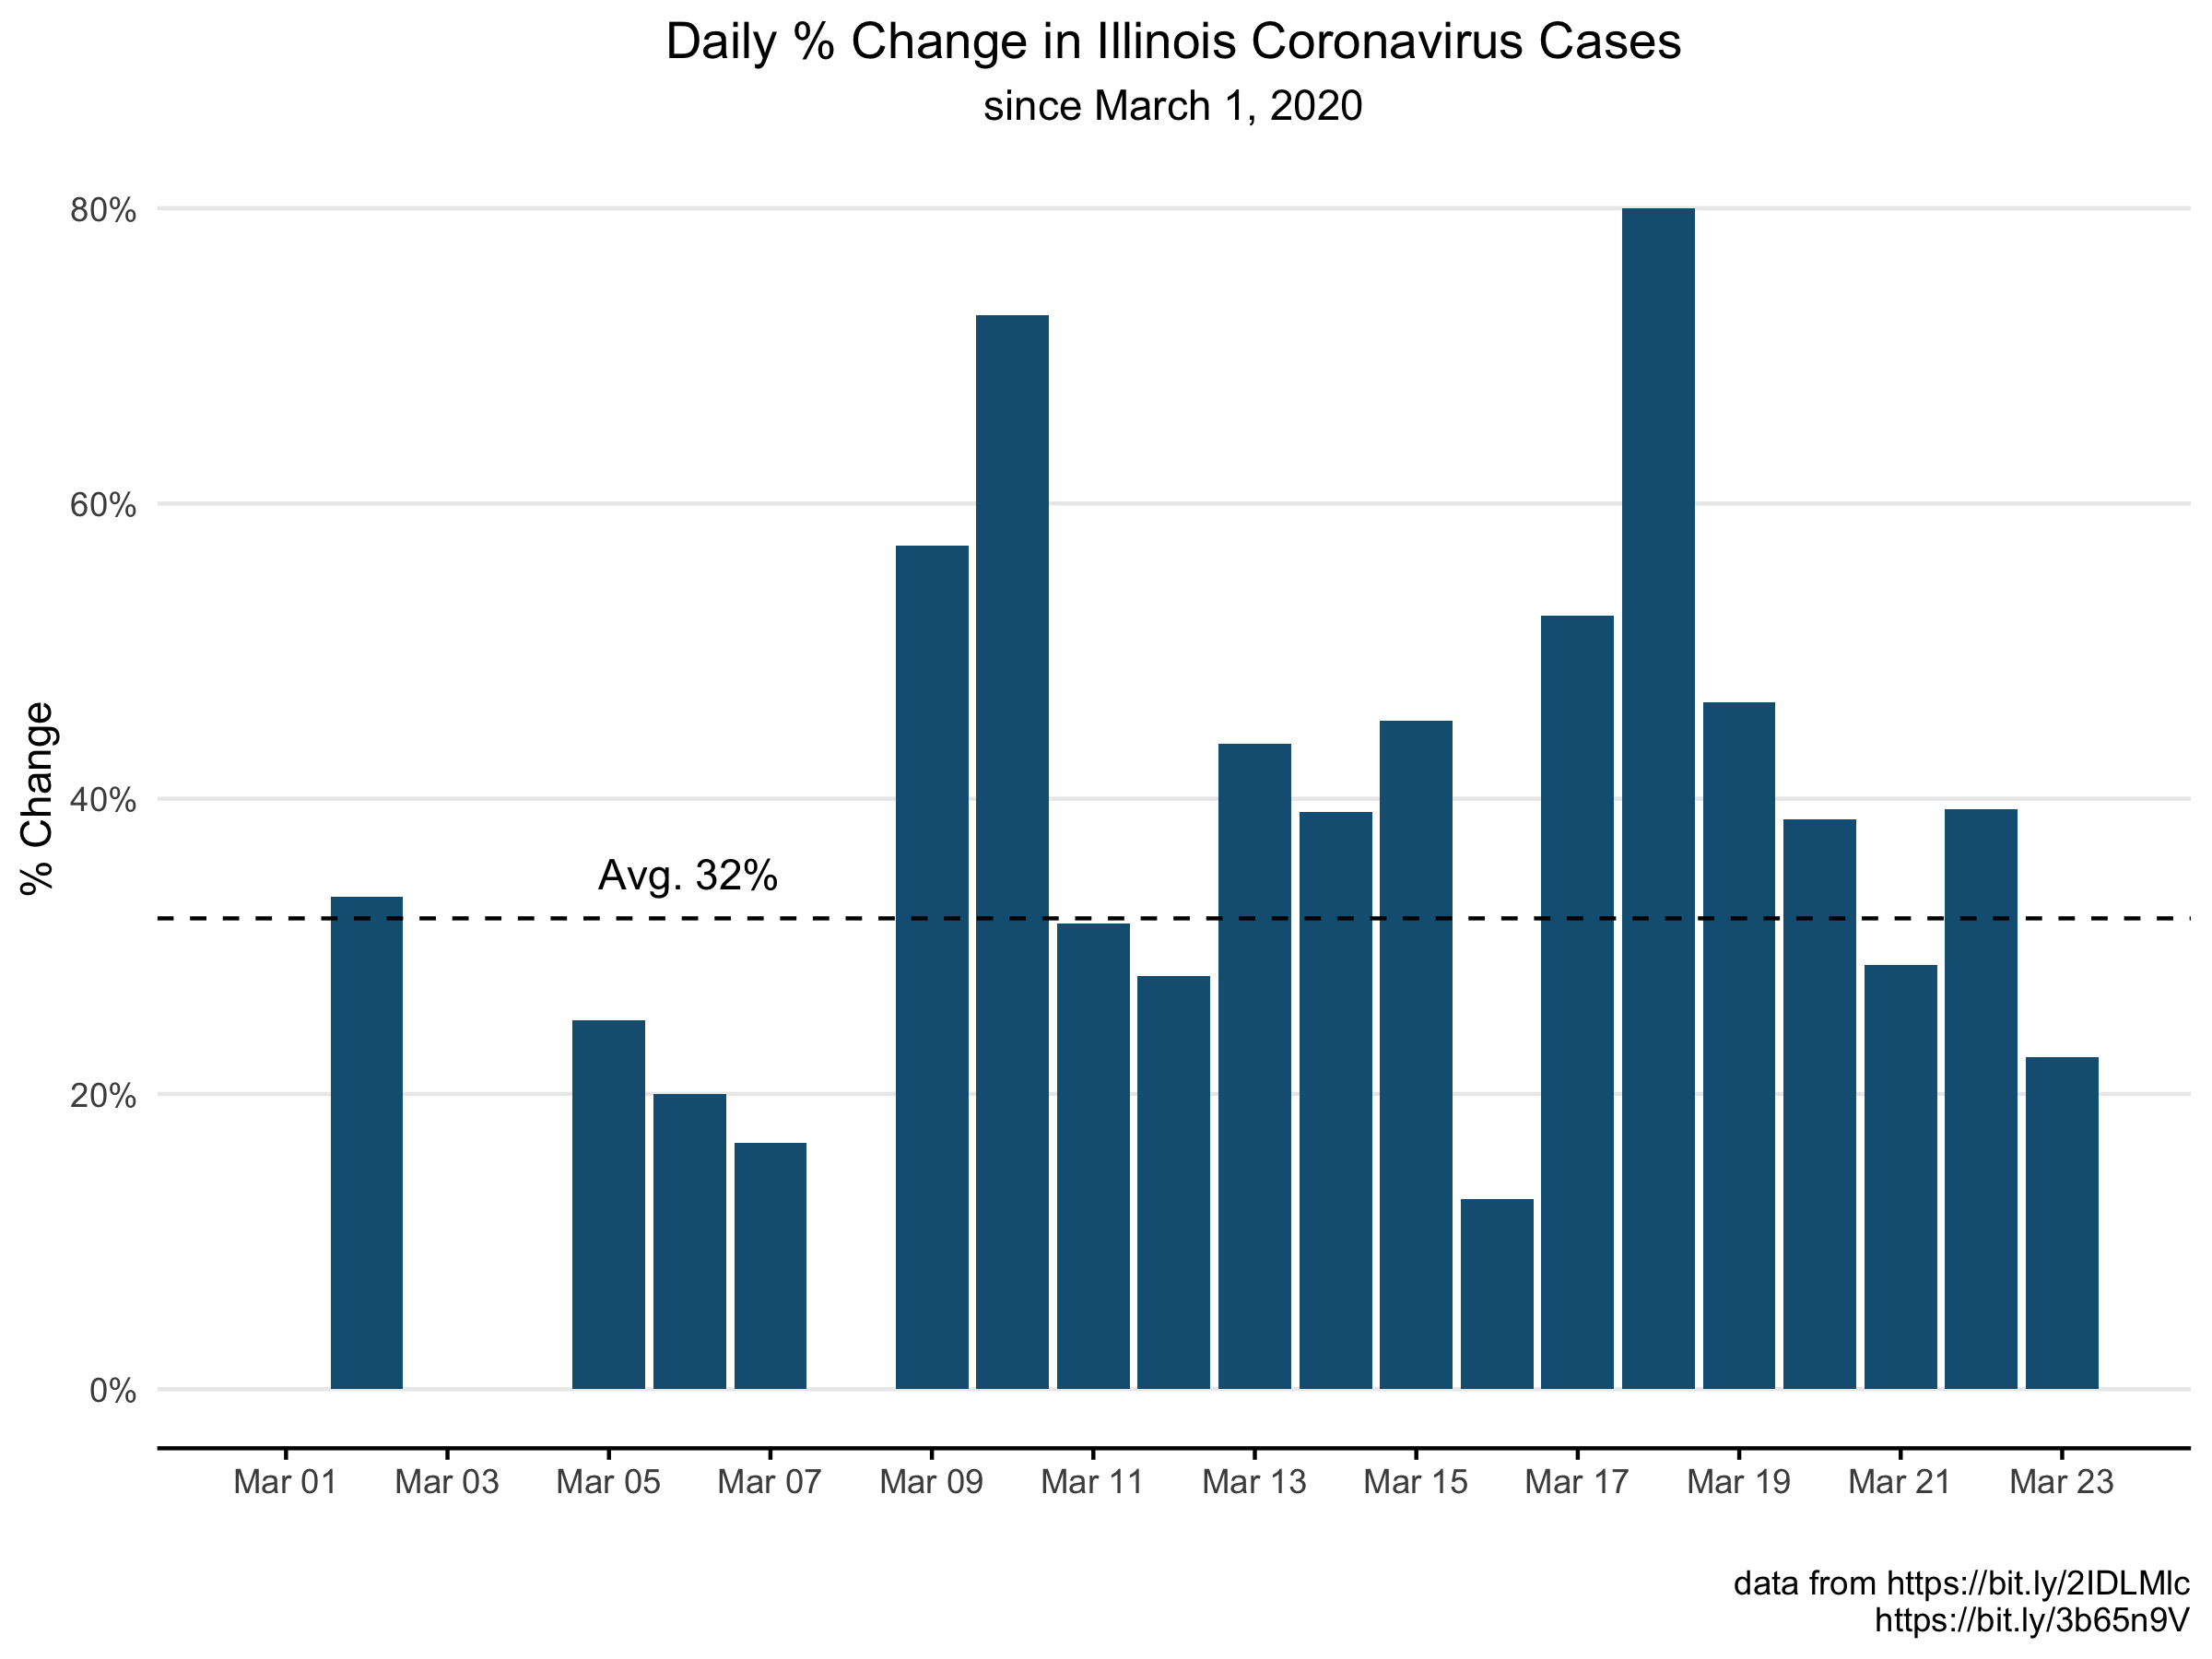 Daily % Change in Illinois Coronavirus Cases
since March 1, 2020
80%
60%
40%
20%
0%
% Change
Avg. 32%
Mar 01 Mar 03 Mar 05 Mar 07 Mar 09 Mar 11 Mar 13 Mar 15 Mar 17 Mar 19 Mar 21 Mar 23
data from https://bit.ly/2IDLMlc
https://bit.ly/3b65n9V